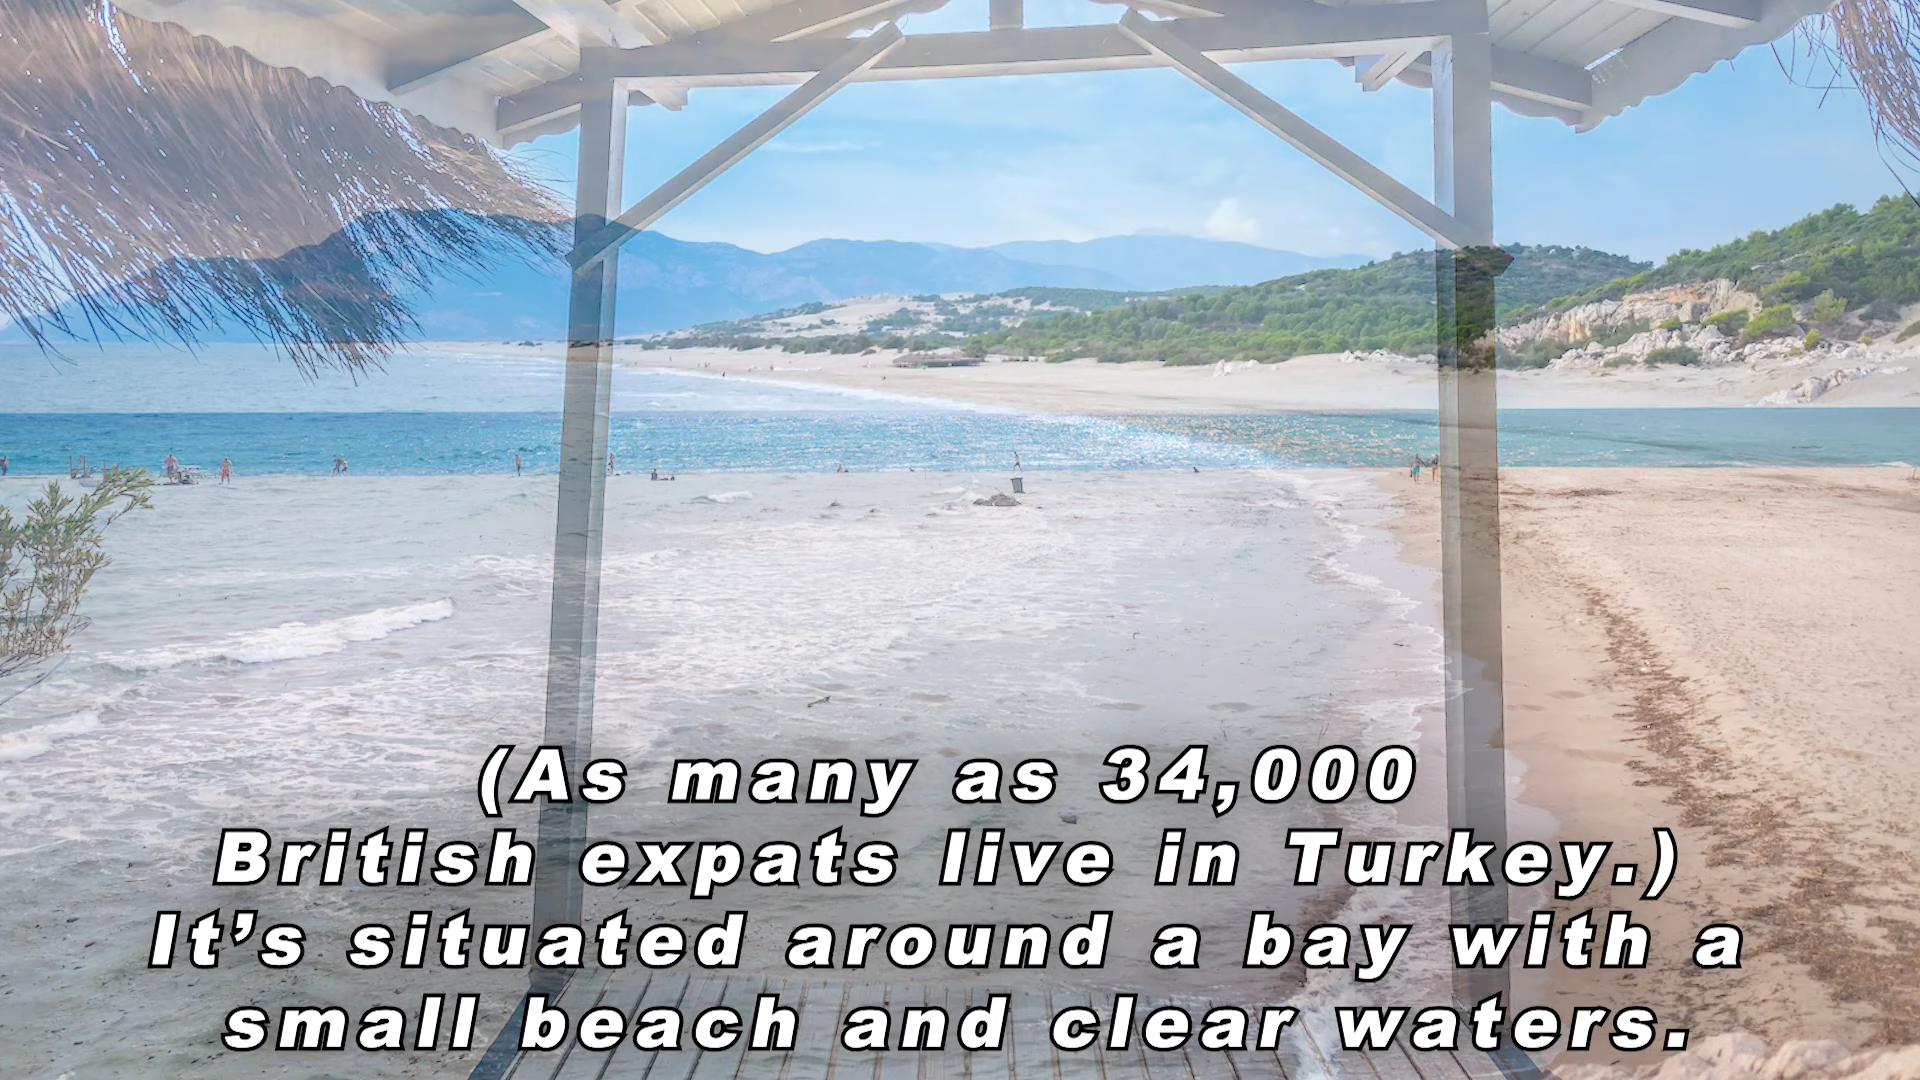 (As many as 34,000
British expats live in Turkey.)
It’s situated around a bay with a
small beach and clear waters.